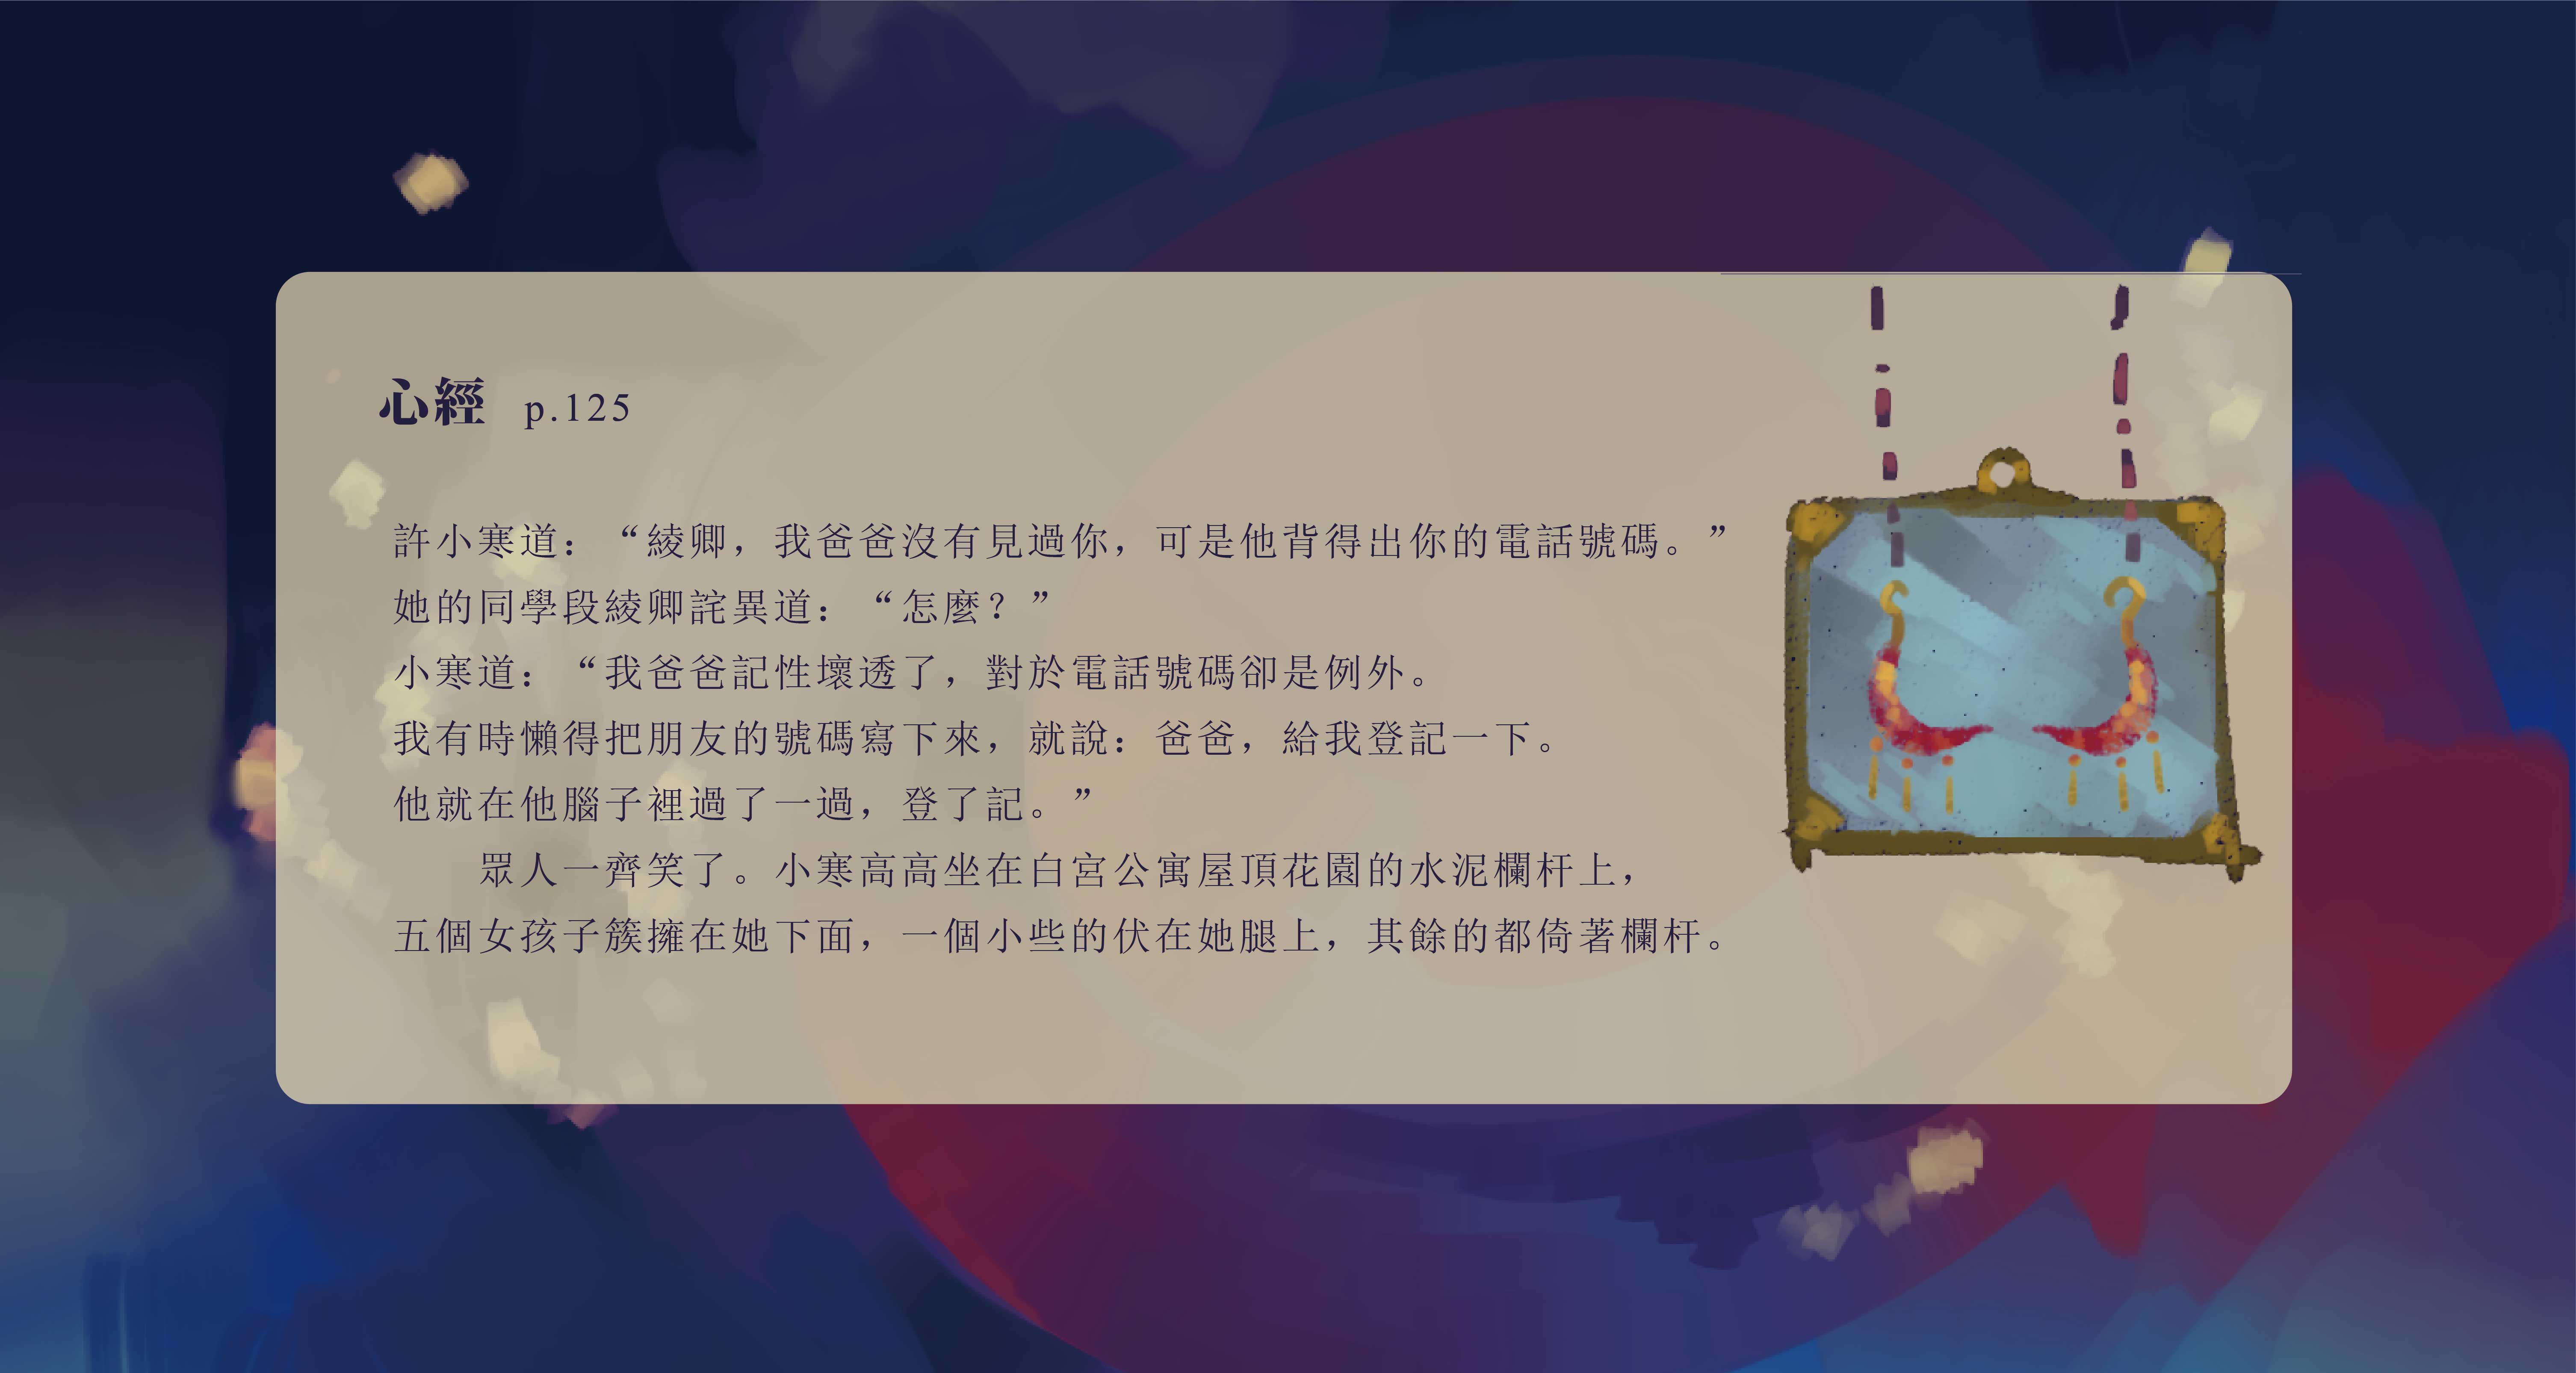 心經 p.125
許小寒道：“綾卿，我爸爸沒有見過你，可是他背得出你的電話號碼。”
她的同學段綾卿詫異道：“怎麼？”
小寒道：“我爸爸記性壞透了，對於電話號碼卻是例外。
我有時懶得把朋友的號碼寫下來，就說：爸爸，給我登記一下。
他就在他腦子裡過了一過，登了記。”
眾人一齊笑了。小寒高高坐在白宮公寓屋頂花園的水泥欄杆上，
五個女孩子簇擁在她下面，一個小些的伏在她腿上，其餘的都倚著欄杆。